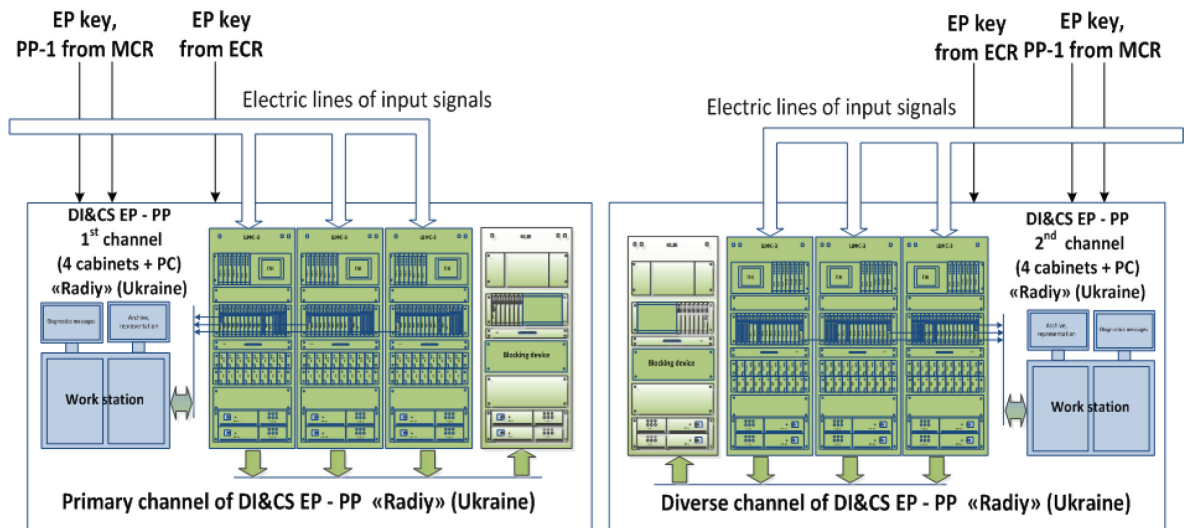 EP key,
PP-1 from MCR
EP key
from ECR
Electric lines of input signals
DI&CS EP - PP
1st channel
(4 cabinets + PC)
«Radiy» (Ukraine)
Diagnostics messages
Archive,
representation
Work station
Blocking device
Primary channel of DI&CS EP - PP «Radiy» (Ukraine)
EP key
from ECR
EP key,
PP-1 from MCR
Electric lines of input signals
DI&CS EP - PP
2nd channel
(4 cabinets + PC)
«Radiy» (Ukraine)
Archive,
representation
Diagnostics messages
Work station
Blocking device
Diverse channel of DI&CS EP - PP «Radiy» (Ukraine)